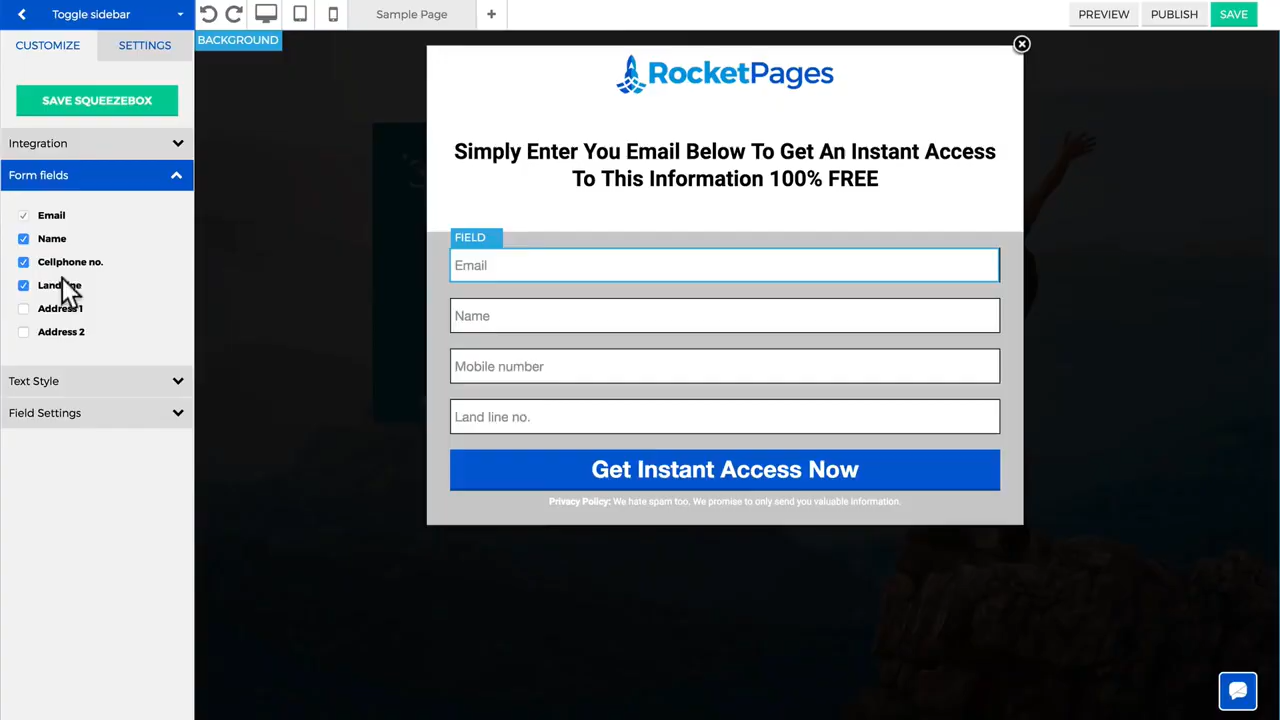 Toggle sidebar
Sample Page
+
PREVIEW
PUBLISH
SAVE
CUSTOMIZE
SETTINGS
BACKGROUND
SAVE SQUEEZEBOX
Integration
Form fields
Email
Name
Cellphone no.
Address 1
Address 2
Text Style
Field Settings
RocketPages
Simply Enter You Email Below To Get An Instant Access
To This Information 100% FREE
FIELD
Email
Name
Mobile number
Land line no.
Get Instant Access Now
Privacy Policy: We hate spam too. We promise to only send you valuable information.